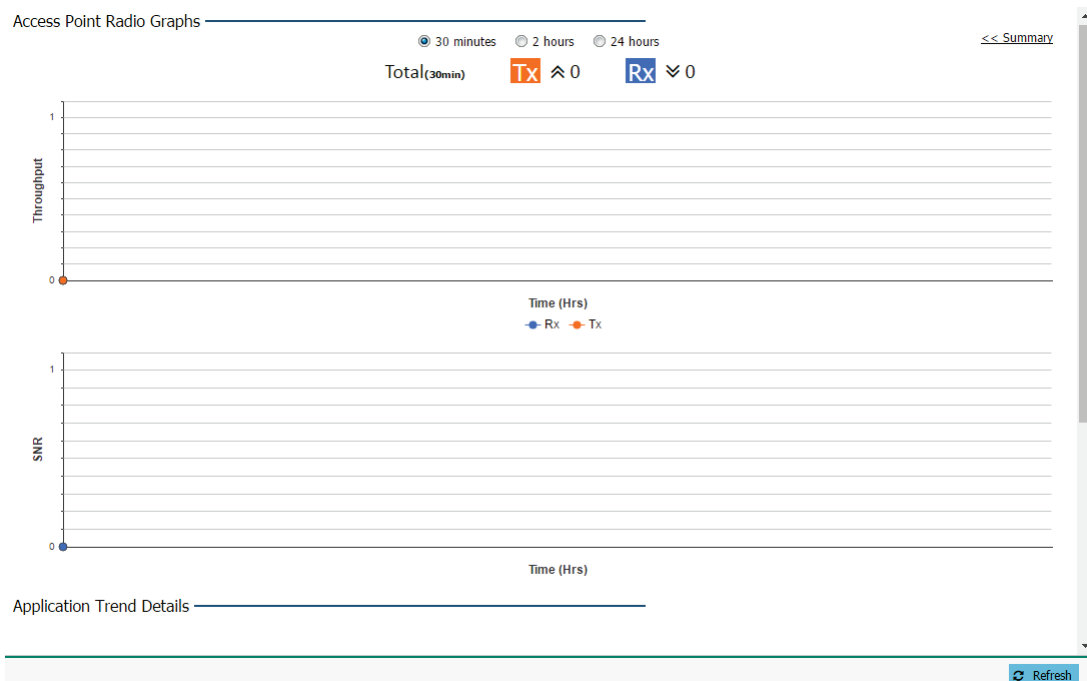 Access Point Radio Graphs
30 minutes 2 hours 24 hours
<< Summary
Total(30min) Tx 0 Rx 0
1
Throughput
0
Time (Hrs)
Rx Tx
1
SNR
0
Time (Hrs)
Application Trend Details
Refresh